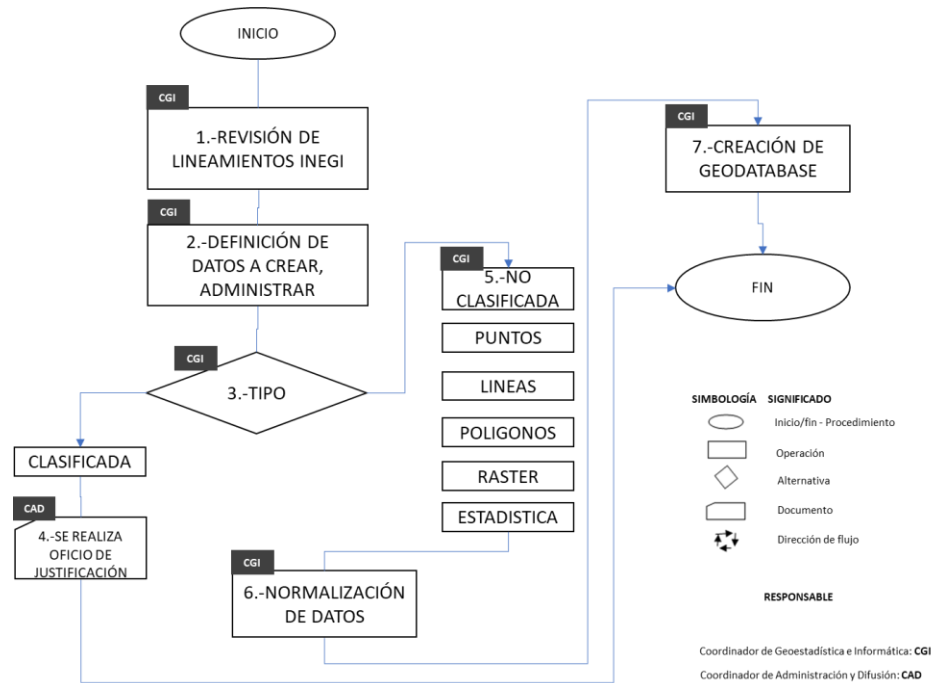 INICIO
CGI
1.-REVISIÓN DE
LINEAMIENTOS INEGI
CGI
2.-DEFINICIÓN DE
DATOS A CREAR,
ADMINISTRAR
CGI
3.-TIPO
CLASIFICADA
CAD
4.-SE REALIZA
OFICIO DE
JUSTIFICACIÓN
CGI
5.-NO
CLASIFICADA
PUNTOS
LINEAS
POLIGONOS
RASTER
ESTADISTICA
CGI
6.-NORMALIZACIÓN
DE DATOS
CGI
7.-CREACIÓN DE
GEODATABASE
FIN
SIMBOLOGÍA SIGNIFICADO
Inicio/fin - Procedimiento
Operación
Alternativa
Documento
Dirección de flujo
RESPONSABLE
Coordinador de Geoestadística e Informática: CGI
Coordinador de Administración y Difusión: CAD